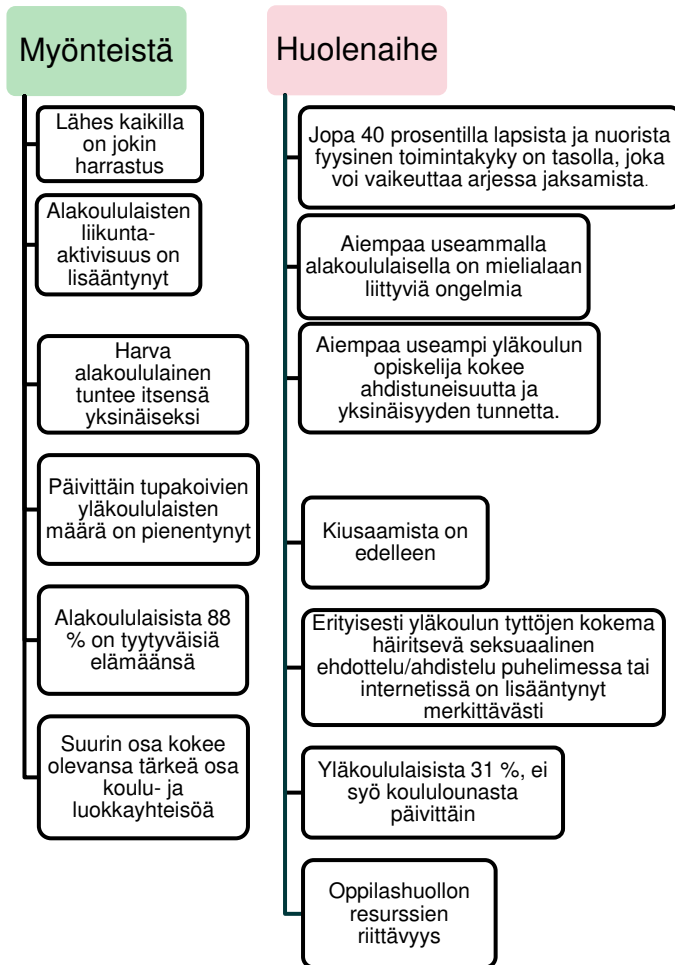 Myönteistä
Lähes kaikilla
on jokin
harrastus
Alakoululaisten
liikunta-
aktivisuus on
lisääntynyt
Harva
alakoululainen
tuntee itsensä
yksinäiseksi
Päivittäin tupakoivien
yläkoululaisten
määrä on pienentynyt
Alakoululaisista 88
% on tyytyväisiä
elämäänsä
Suurin osa kokee
olevansa tärkeä osa
koulu- ja
luokkayhteisöä
Huolenaihe
Jopa 40 prosentilla lapsista ja nuorista
fyysinen toimintakyky on tasolla, joka
voi vaikeuttaa arjessa jaksamista.
Aiempaa useammalla
alakoululaisella on mielialaan
liittyviä ongelmia
Aiempaa useampi yläkoulun
opiskelija kokee
ahdistuneisuutta ja
yksinäisyyden tunnetta.
Kiusaamista on
edelleen
Erityisesti yläkoulun tyttöjen kokema
häiritsevä seksuaalinen
ehdottelu/ahdistelu puhelimessa tai
internetissä on lisääntynyt
merkittävästi
Yläkoululaisista 31 %, ei
syö koululounasta
päivittäin
Oppilashuollon
resurssien
riittävyys